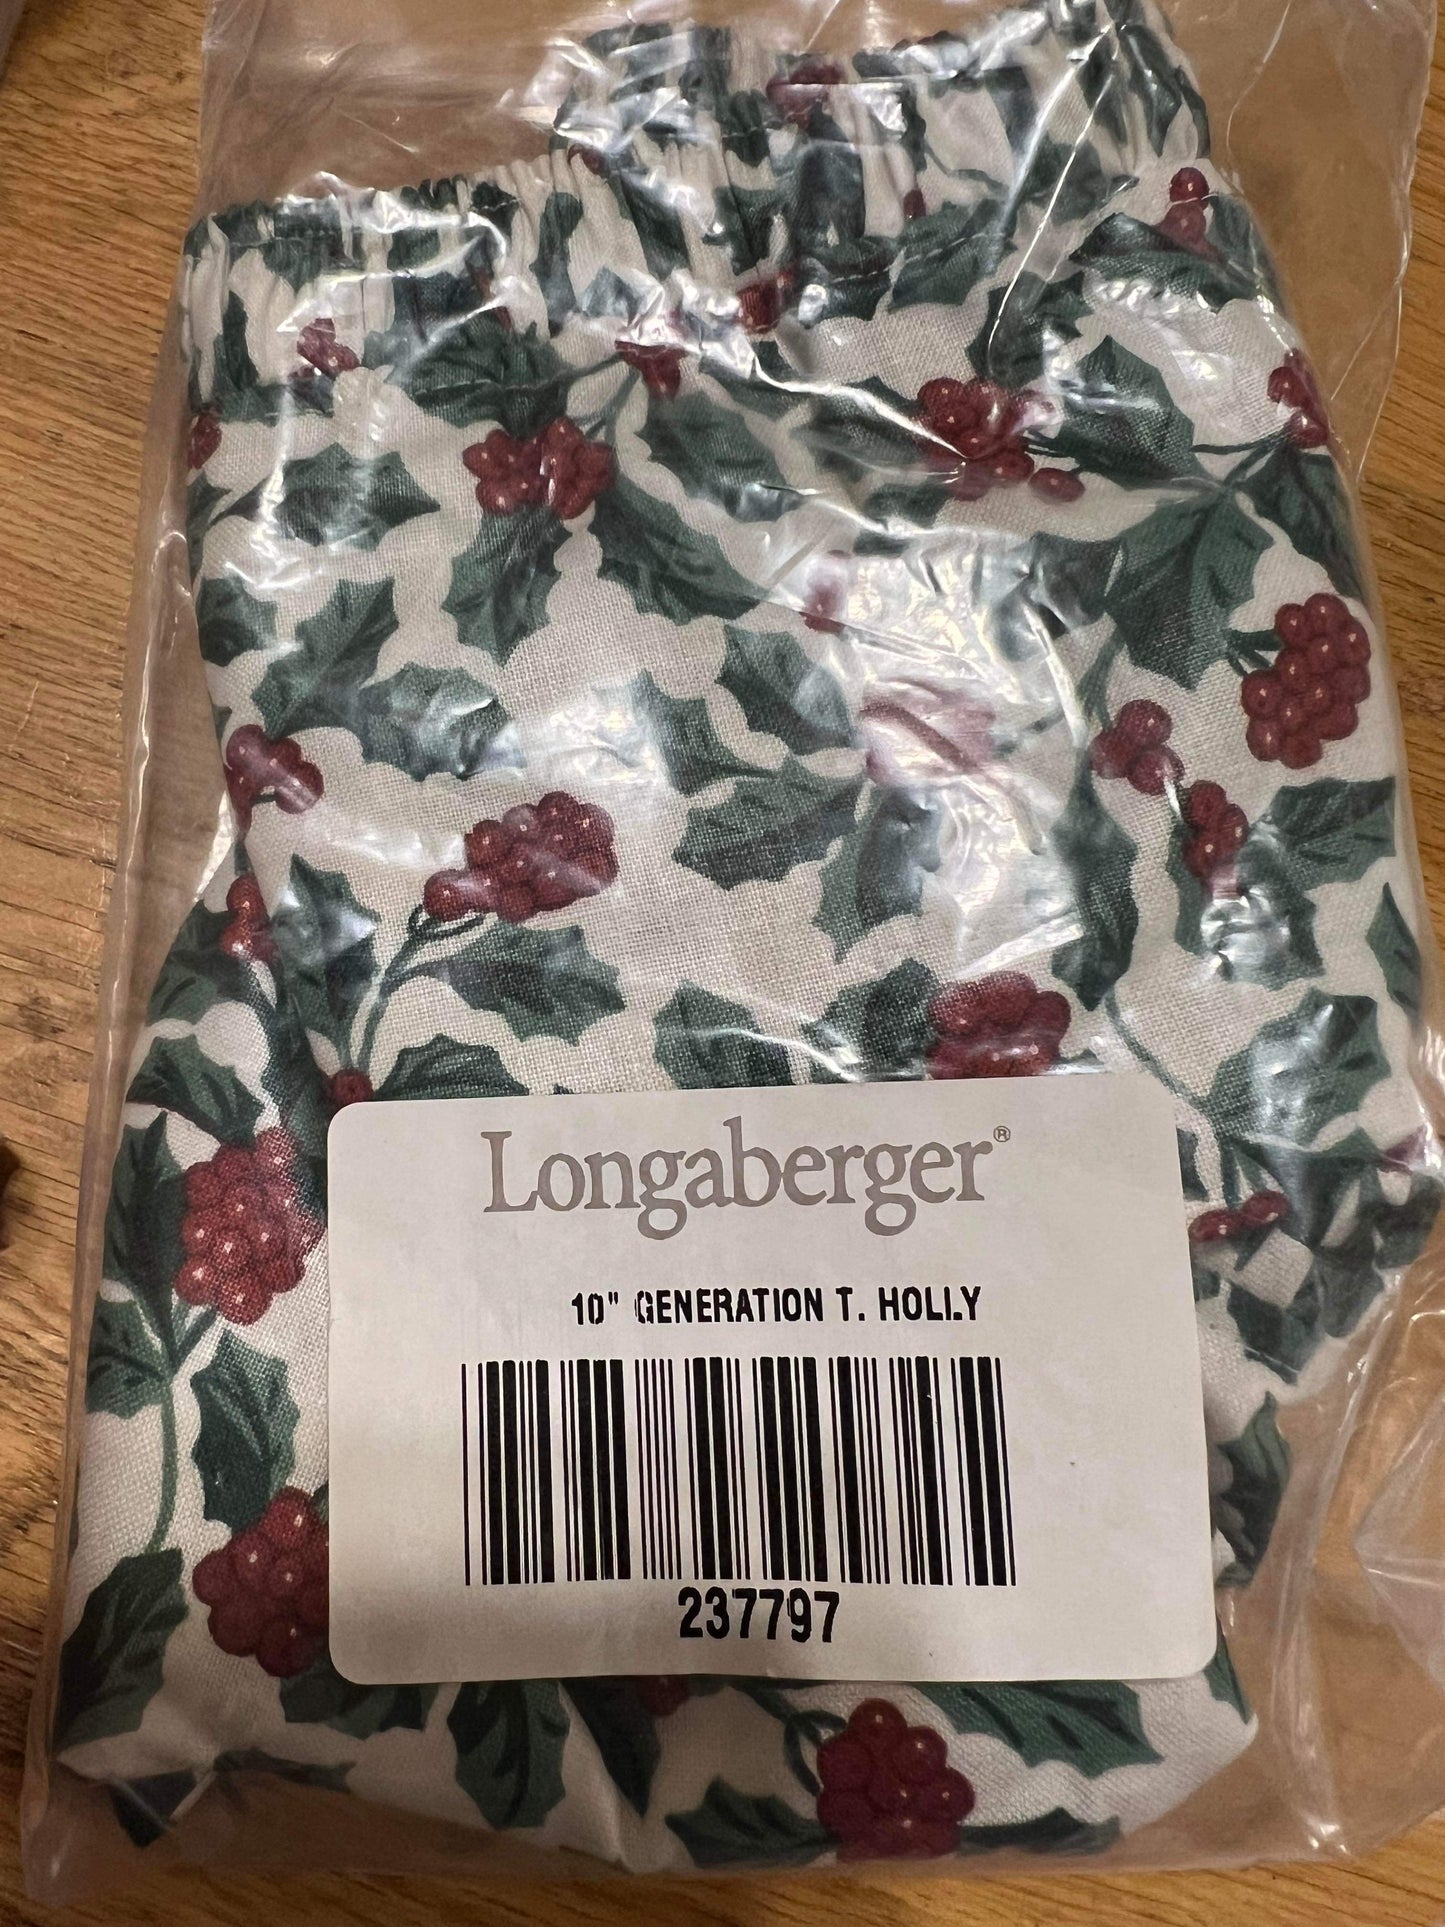 Longaberger®
10" GENERATION T. HOLLY
237797